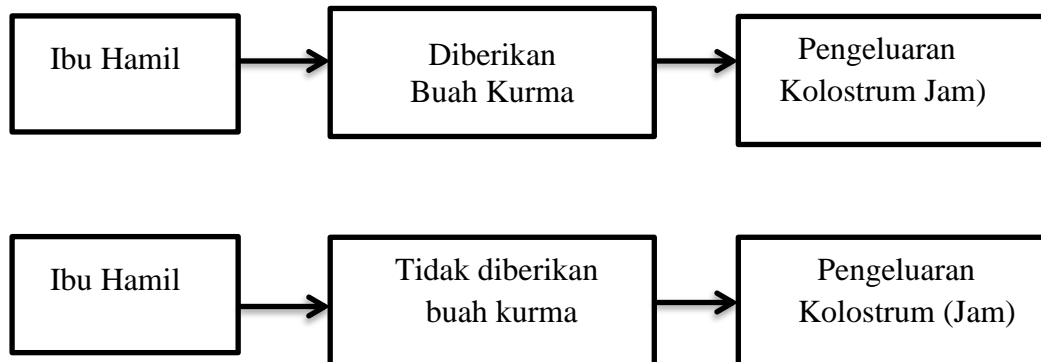 Ibu Hamil
Diberikan
Buah Kurma
Pengeluaran
Kolostrum Jam)
Ibu Hamil
Tidak diberikan
buah kurma
Pengeluaran
Kolostrum (Jam)